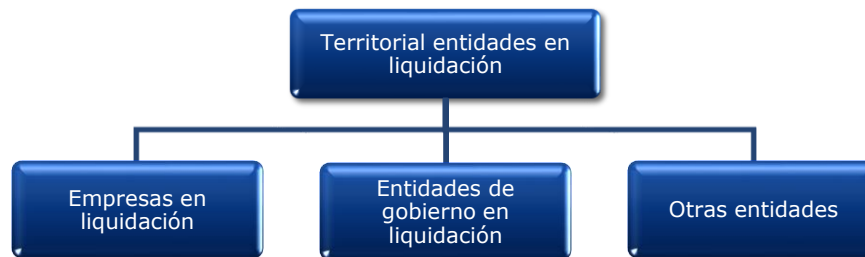 Territorial entidades en
liquidación
Empresas en
liquidación
Entidades de
gobierno en
liquidación
Otras entidades